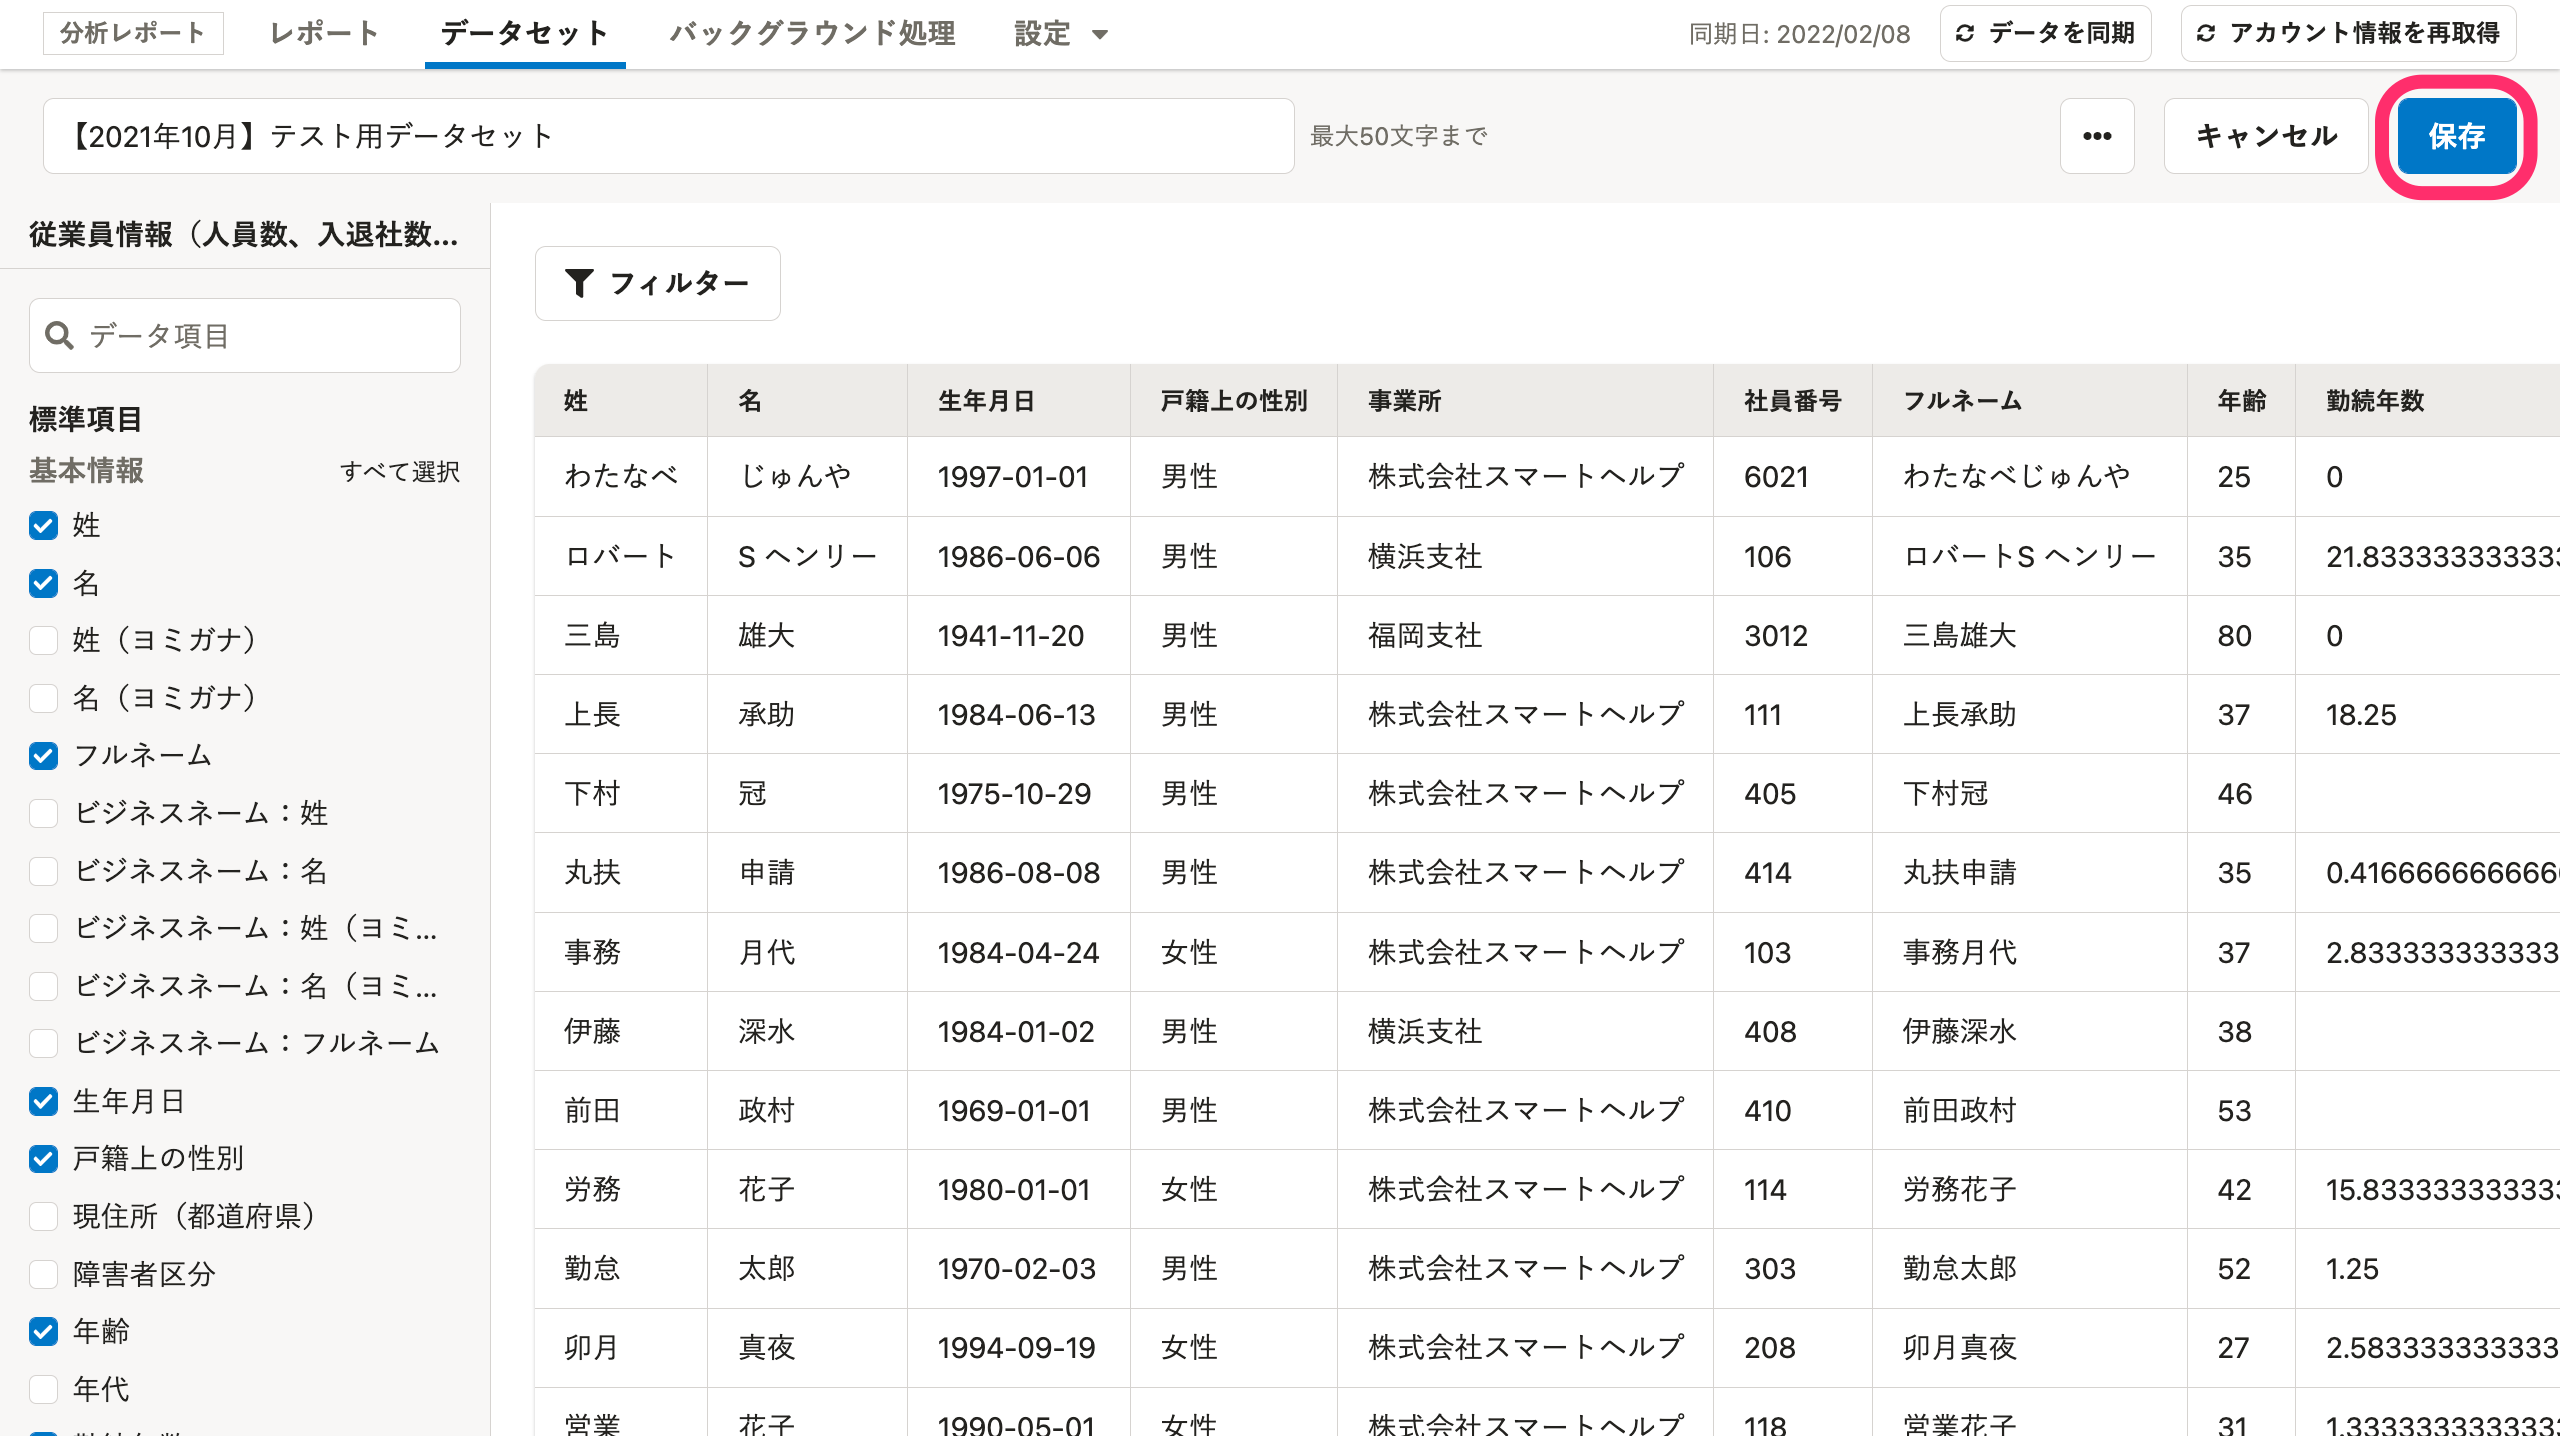 分析レポート レポート データセット バックグラウンド処理 設定 同期日: 2022/02/08 データを同期 アカウント情報を再取得
【2021年10月】テスト用データセット 最大50文字まで ••• キャンセル 保存
従業員情報（人員数、入退社数...
データ項目
標準項目
基本情報 すべて選択
姓
名
姓（ヨミガナ）
名（ヨミガナ）
フルネーム
ビジネスネーム：姓
ビジネスネーム：名
ビジネスネーム：姓（ヨミ...
ビジネスネーム：名（ヨミ...
ビジネスネーム：フルネーム
生年月日
戸籍上の性別
現住所（都道府県）
障害者区分
年齢
年代
フィルター
姓 名 生年月日 戸籍上の性別 事業所 社員番号 フルネーム 年齢 勤続年数
わたなべ じゅんや 1997-01-01 男性 株式会社スマートヘルプ 6021 わたなべじゅんや 25 0
ロバート S ヘンリー 1986-06-06 男性 横浜支社 106 ロバートS ヘンリー 35 21.83333333333
三島 雄大 1941-11-20 男性 福岡支社 3012 三島雄大 80 0
上長 承助 1984-06-13 男性 株式会社スマートヘルプ 111 上長承助 37 18.25
下村 冠 1975-10-29 男性 株式会社スマートヘルプ 405 下村冠 46
丸扶 申請 1986-08-08 男性 株式会社スマートヘルプ 414 丸扶申請 35 0.416666666666
事務 月代 1984-04-24 女性 株式会社スマートヘルプ 103 事務月代 37 2.833333333333
伊藤 深水 1984-01-02 男性 横浜支社 408 伊藤深水 38
前田 政村 1969-01-01 男性 株式会社スマートヘルプ 410 前田政村 53
労務 花子 1980-01-01 女性 株式会社スマートヘルプ 114 労務花子 42 15.83333333333
勤怠 太郎 1970-02-03 男性 株式会社スマートヘルプ 303 勤怠太郎 52 1.25
卯月 真夜 1994-09-19 女性 株式会社スマートヘルプ 208 卯月真夜 27 2.583333333333
営業 花子 1990-05-01 女性 株式会社スマートヘルプ 118 営業花子 31 1.333333333333